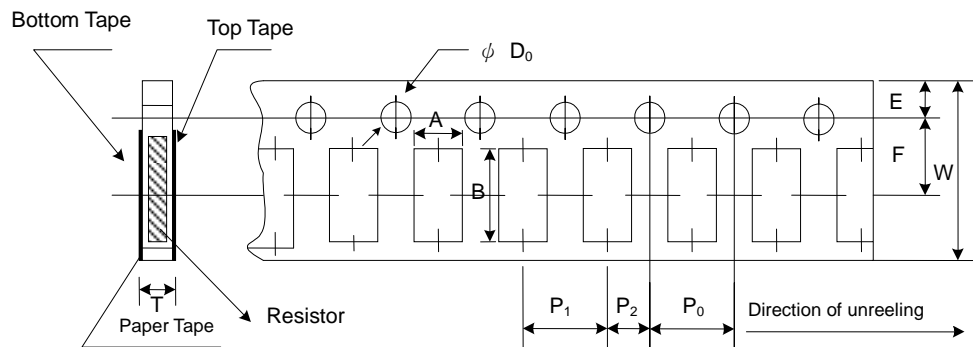 Bottom Tape
Top Tape
ψ D₀
E
A
F
W
B
T
P₁
P₂
P₀
Direction of unreeling
Resistor
Paper Tape